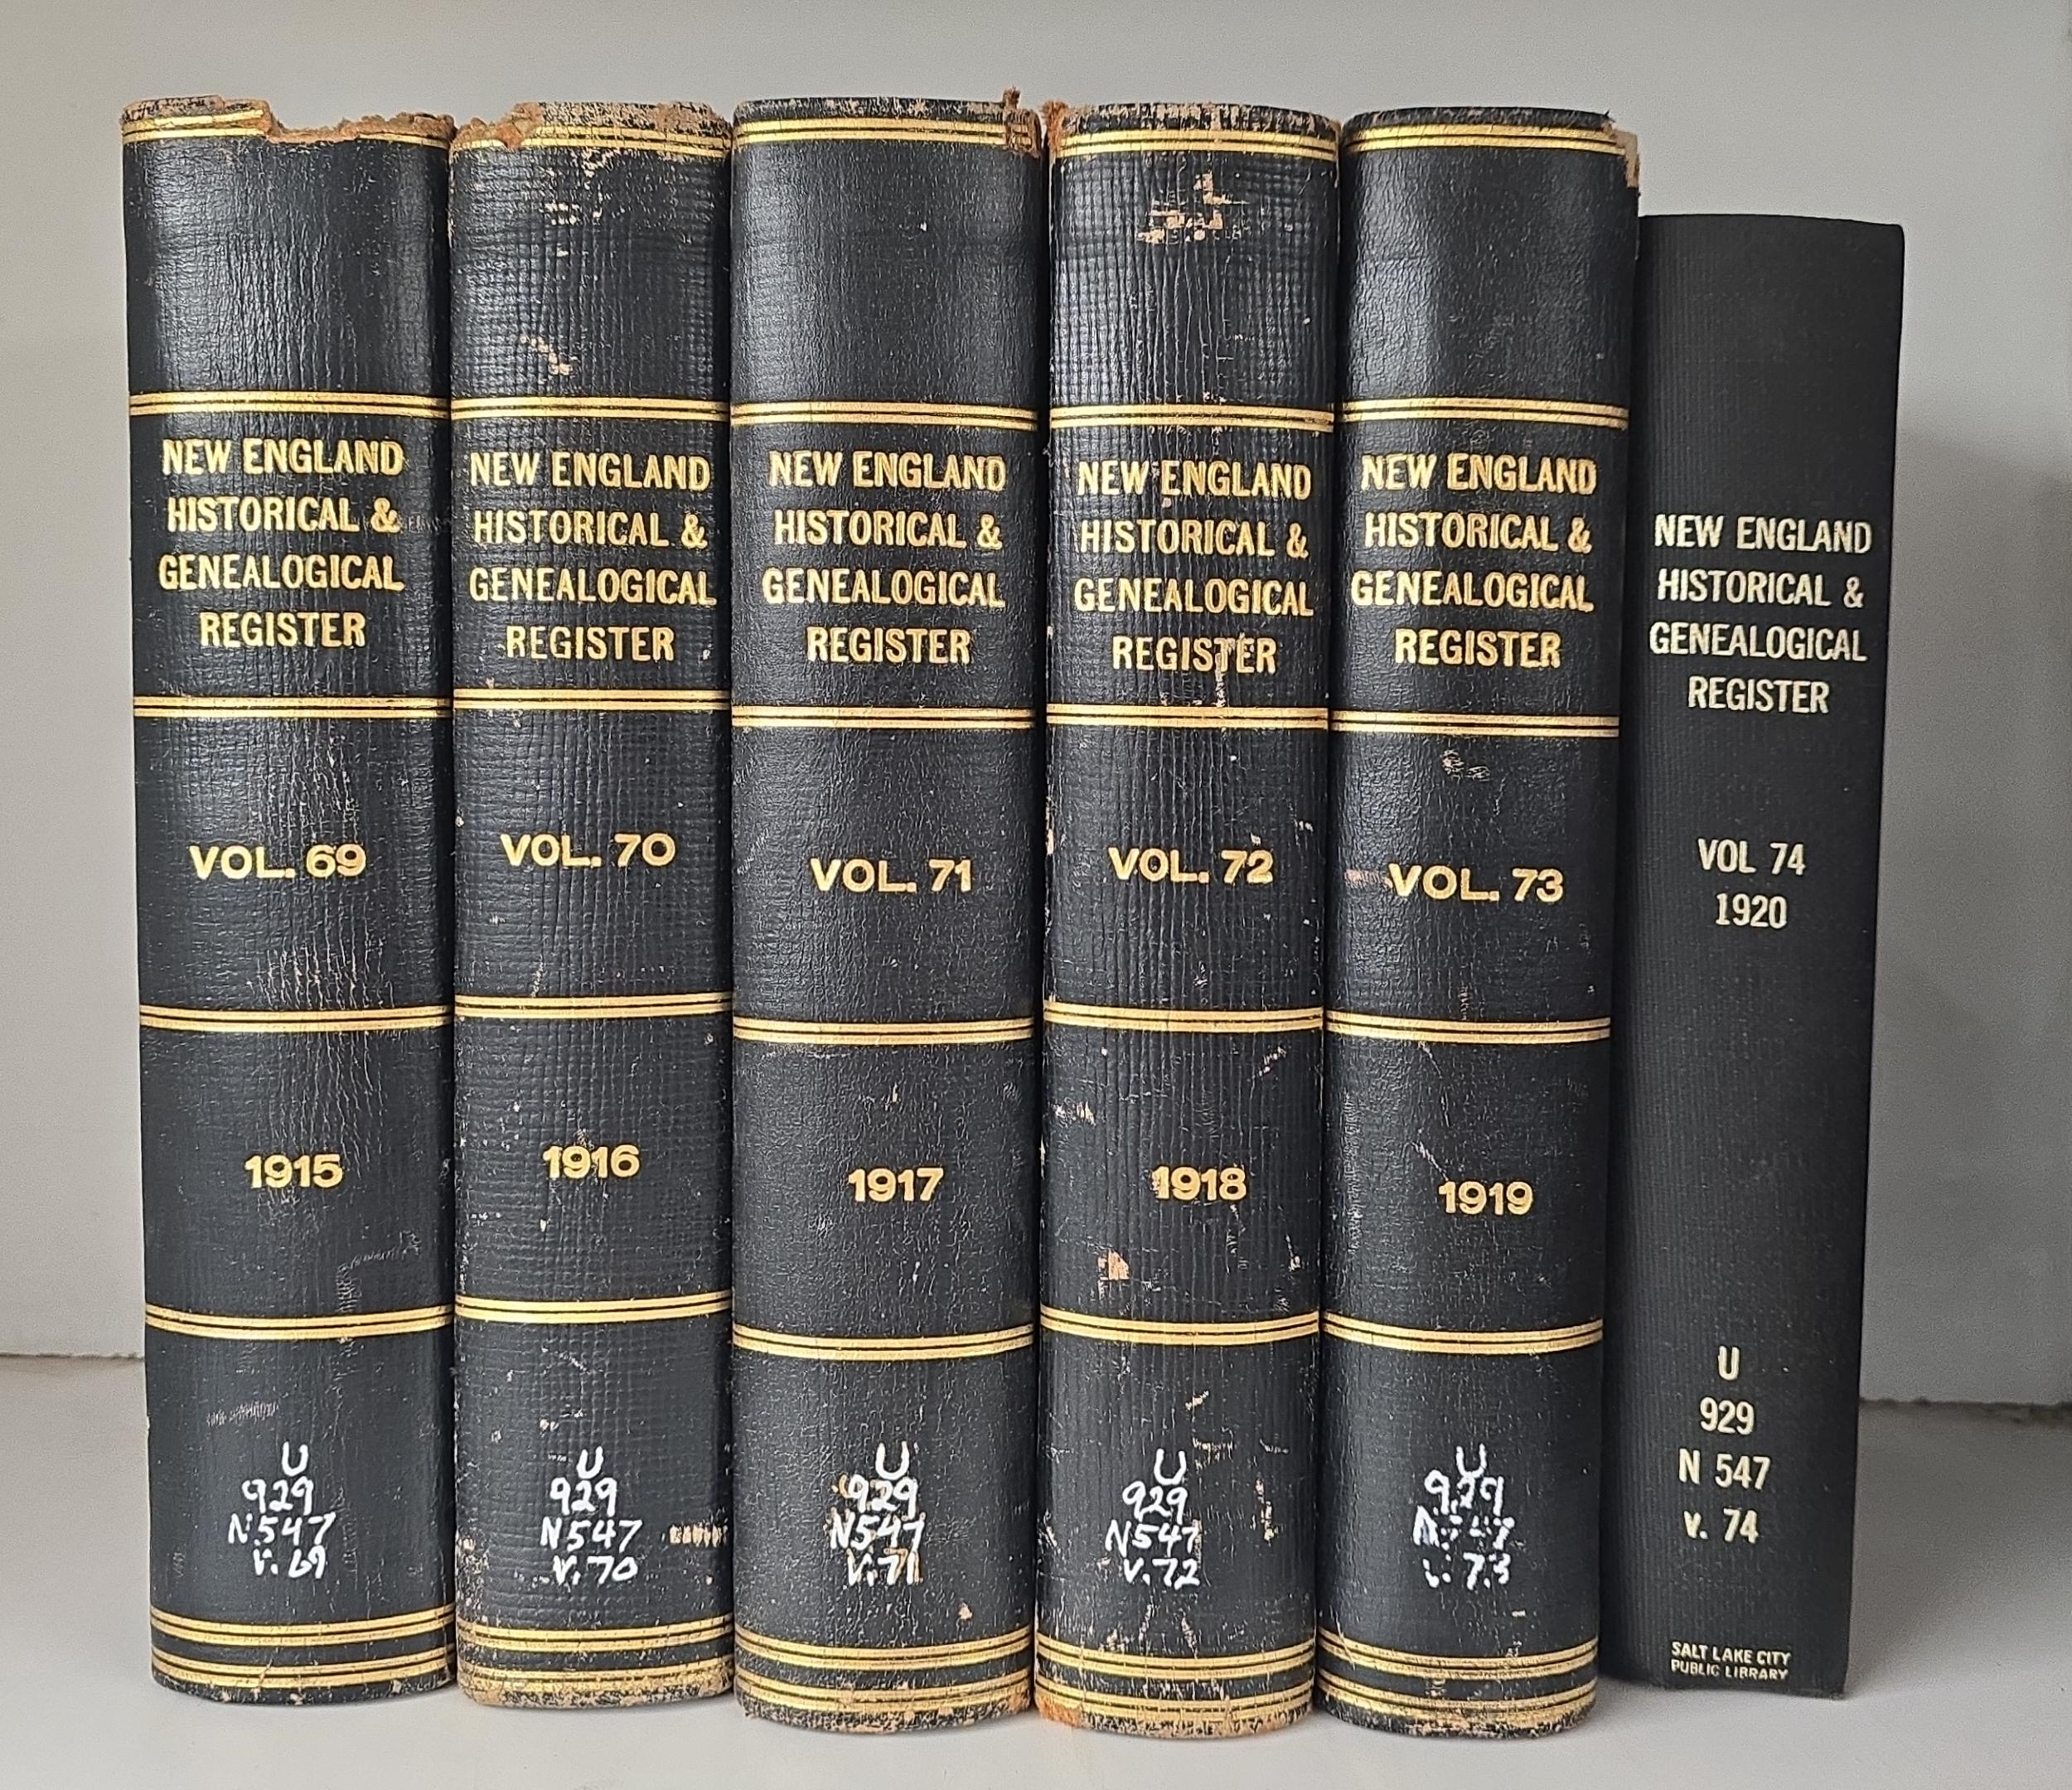 NEW ENGLAND
HISTORICAL &
GENEALOGICAL
REGISTER
VOL. 69
1915
U
929
N547
v.69
NEW ENGLAND
HISTORICAL &
GENEALOGICAL
REGISTER
VOL. 70
1916
U
929
N547
v.70
NEW ENGLAND
HISTORICAL &
GENEALOGICAL
REGISTER
VOL. 71
1917
U
929
N547
v.71
NEW ENGLAND
HISTORICAL &
GENEALOGICAL
REGISTER
VOL. 72
1918
U
929
N547
v.72
NEW ENGLAND
HISTORICAL &
GENEALOGICAL
REGISTER
VOL. 73
1919
U
929
v.73
NEW ENGLAND
HISTORICAL &
GENEALOGICAL
REGISTER
VOL 74
1920
U
929
N 547
v. 74
SALT LAKE CITY
PUBLIC LIBRARY